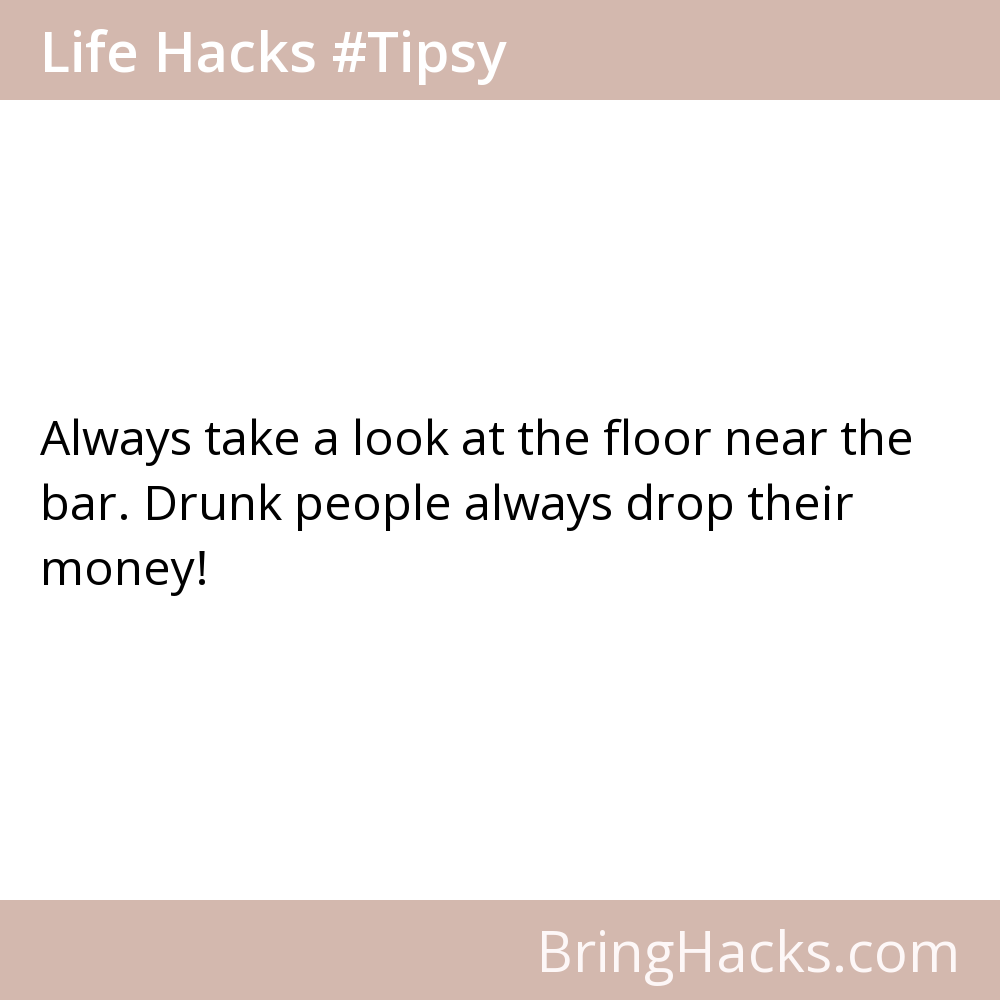 Life Hacks #Tipsy
Always take a look at the floor near the
bar. Drunk people always drop their
money!
BringHacks.com